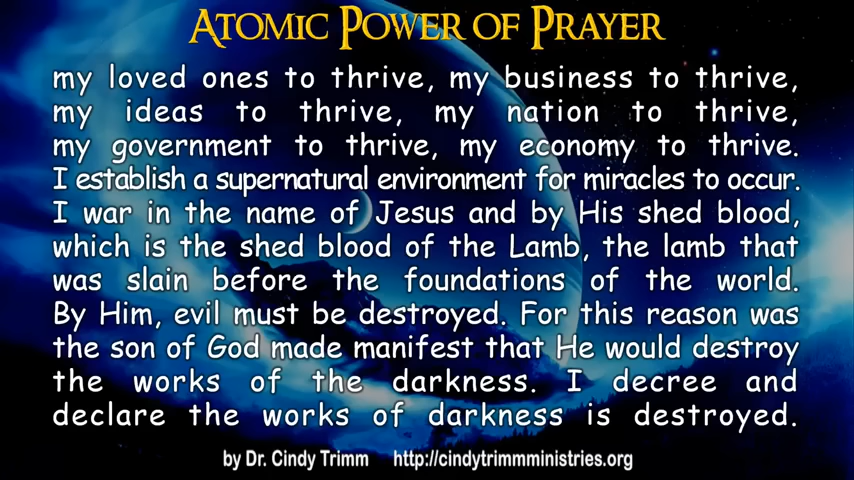 ATOMIC POWER OF PRAYER
my loved ones to thrive, my business to thrive,
my ideas to thrive, my nation to thrive,
my government to thrive, my economy to thrive.
I establish a supernatural environment for miracles to occur.
I war in the name of Jesus and by His shed blood,
which is the shed blood of the Lamb, the lamb that
was slain before the foundations of the world.
By Him, evil must be destroyed. For this reason was
the son of God made manifest that He would destroy
the works of the darkness. I decree and
declare the works of darkness is destroyed.
by Dr. Cindy Trimm http://cindytrimmministries.org